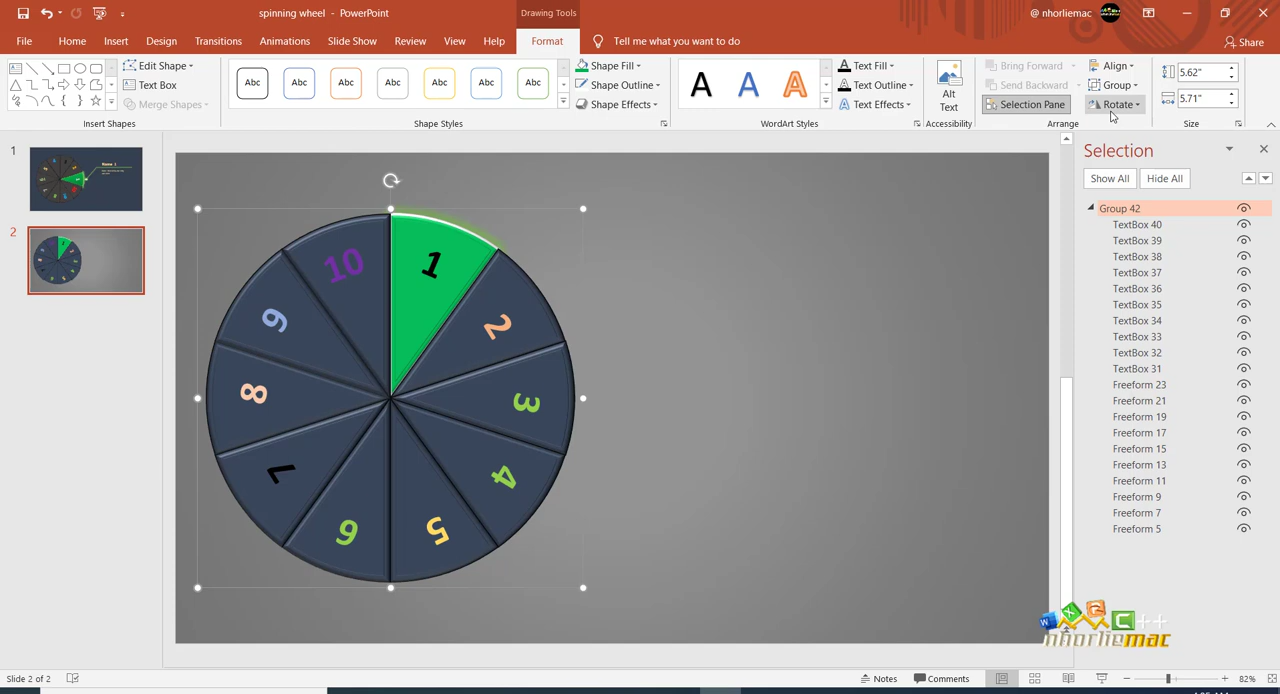 spinning wheel - PowerPoint
Drawing Tools
@ nhorliemac
File Home Insert Design Slide Show Transitions Animations Slide Show Review View Help Format Tell me what you want to do
Share
Edit Shape
Text Box
Merge Shapes
Insert Shapes
Abc Abc Abc Abc Abc Abc Abc
Shape Fill
Shape Outline
Shape Effects
Shape Styles
A A A
Text Fill
Text Outline
Text Effects
WordArt Styles
Alt
Text
Accessibility
Bring Forward
Send Backward
Selection Pane
Align
Group
Rotate
Arrange
5.62"
5.71"
Size
1
2
Selection
Show All Hide All
Group 42
TextBox 40
TextBox 39
TextBox 38
TextBox 37
TextBox 36
TextBox 35
TextBox 34
TextBox 33
TextBox 32
TextBox 31
Freeform 23
Freeform 21
Freeform 19
Freeform 17
Freeform 15
Freeform 13
Freeform 11
Freeform 9
Freeform 7
Freeform 5
1
2
3
4
5
6
7
8
9
10
C++
nhorliemac
Slide 2 of 2
Notes
Comments
82%